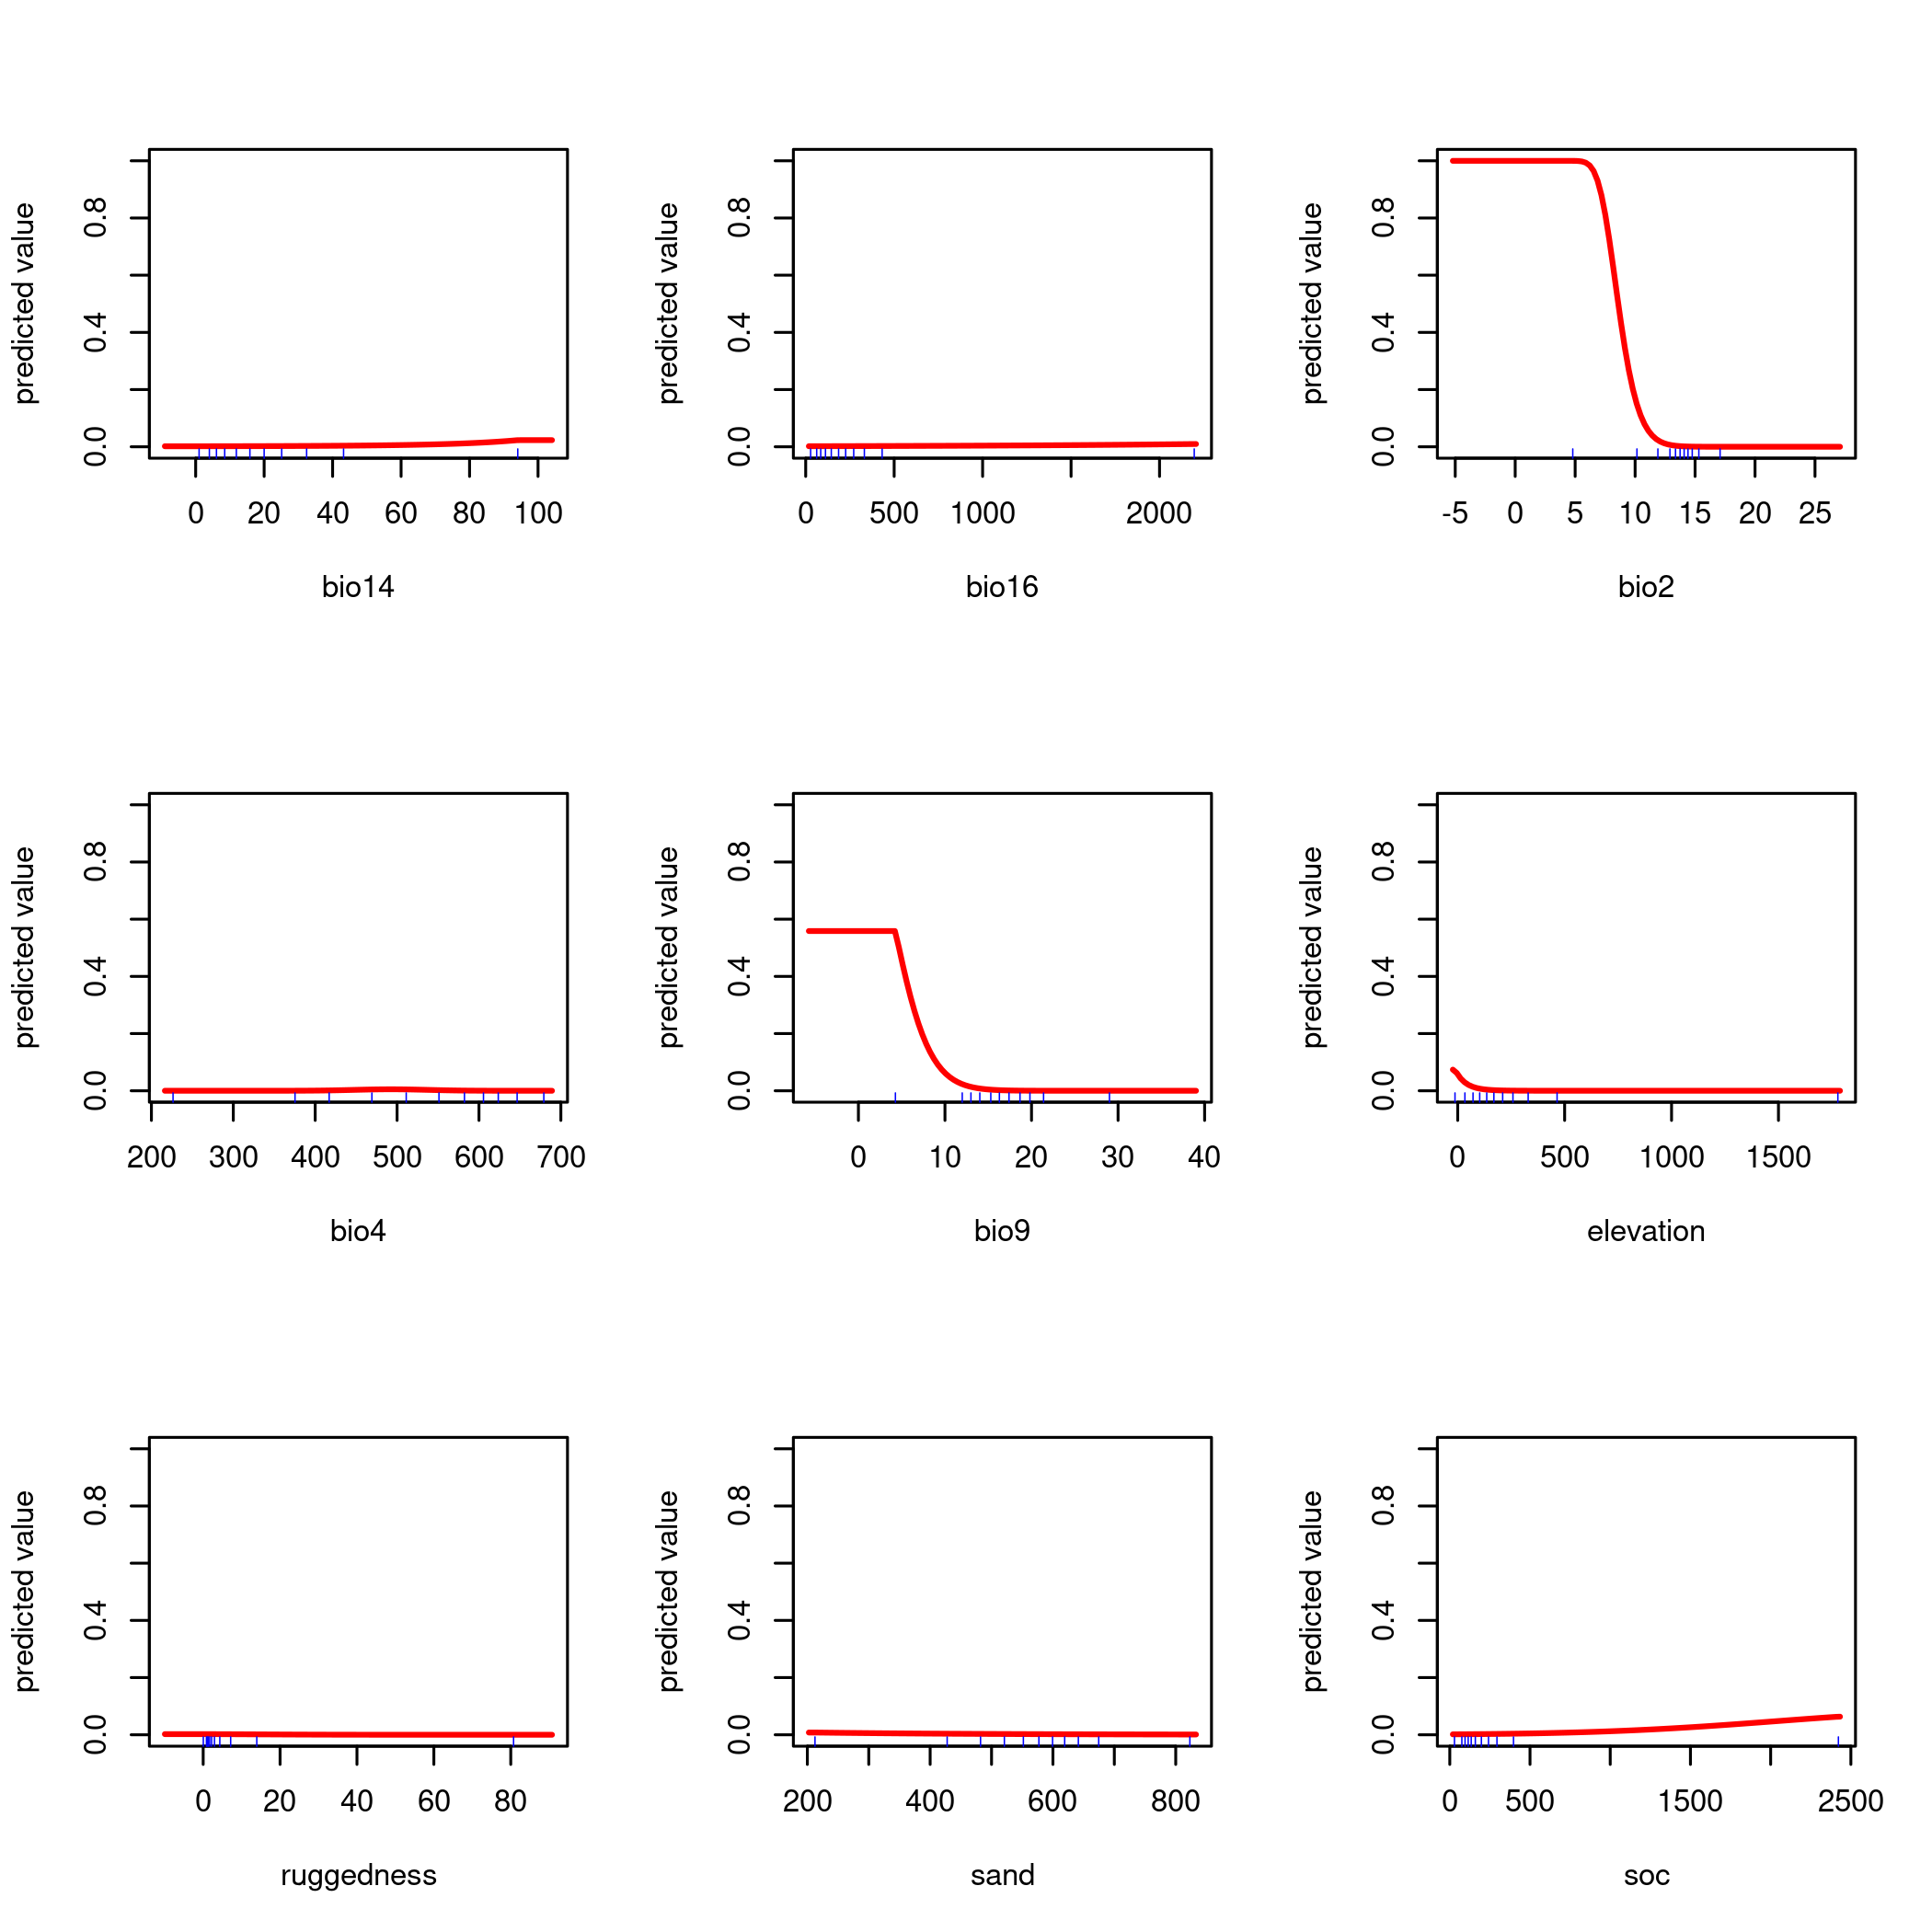 predicted value
0.0 0.4 0.8
0 20 40 60 80 100
bio14
predicted value
0.0 0.4 0.8
0 500 1000 2000
bio16
predicted value
0.0 0.4 0.8
-5 0 5 10 15 20 25
bio2
predicted value
0.0 0.4 0.8
200 300 400 500 600 700
bio4
predicted value
0.0 0.4 0.8
0 10 20 30 40
bio9
predicted value
0.0 0.4 0.8
0 500 1000 1500
elevation
predicted value
0.0 0.4 0.8
0 20 40 60 80
ruggedness
predicted value
0.0 0.4 0.8
200 400 600 800
sand
predicted value
0.0 0.4 0.8
0 500 1500 2500
soc